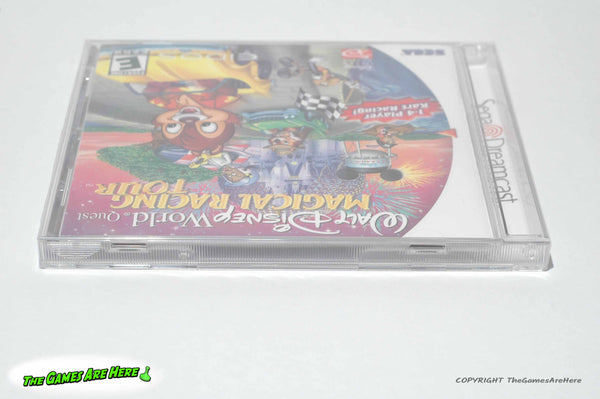 WALT DISNEY World Quest
MAGICAL RACING
TOUR
1-4 Player
Kart Racing!
SEGA
E
EVERYONE
Sega Dreamcast
THE GAMES ARE HERE
COPYRIGHT TheGamesAreHere